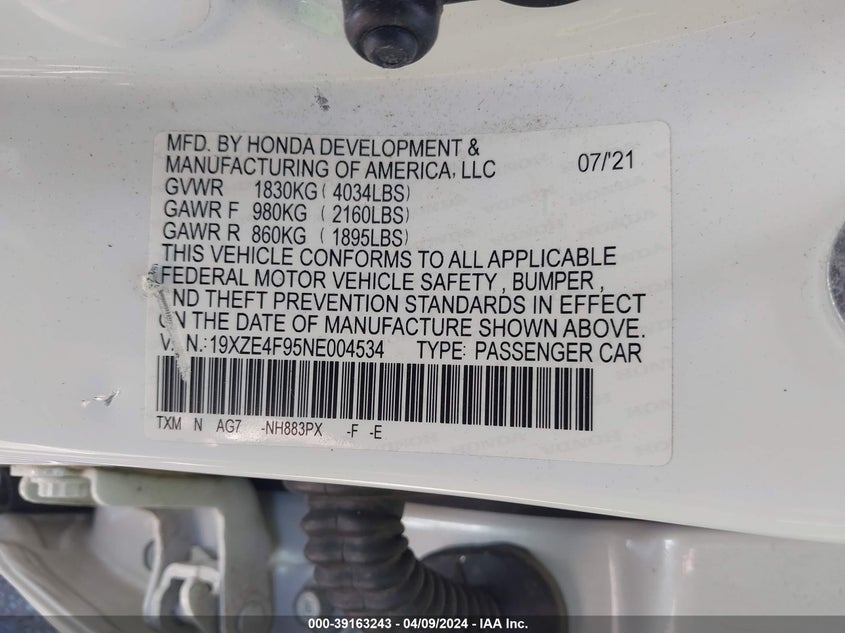 MFD. BY HONDA DEVELOPMENT &
MANUFACTURING OF AMERICA, LLC 07/'21
GVWR 1830KG ( 4034LBS)
GAWR F 980KG ( 2160LBS)
GAWR R 860KG ( 1895LBS)
THIS VEHICLE CONFORMS TO ALL APPLICABLE
FEDERAL MOTOR VEHICLE SAFETY , BUMPER ,
AND THEFT PREVENTION STANDARDS IN EFFECT
ON THE DATE OF MANUFACTURE SHOWN ABOVE.
V.I.N.:19XZE4F95NE004534 TYPE: PASSENGER CAR
TXM N AG7 -NH883PX -F -E
000-39163243 / 04/09/2024 - IAA Inc.